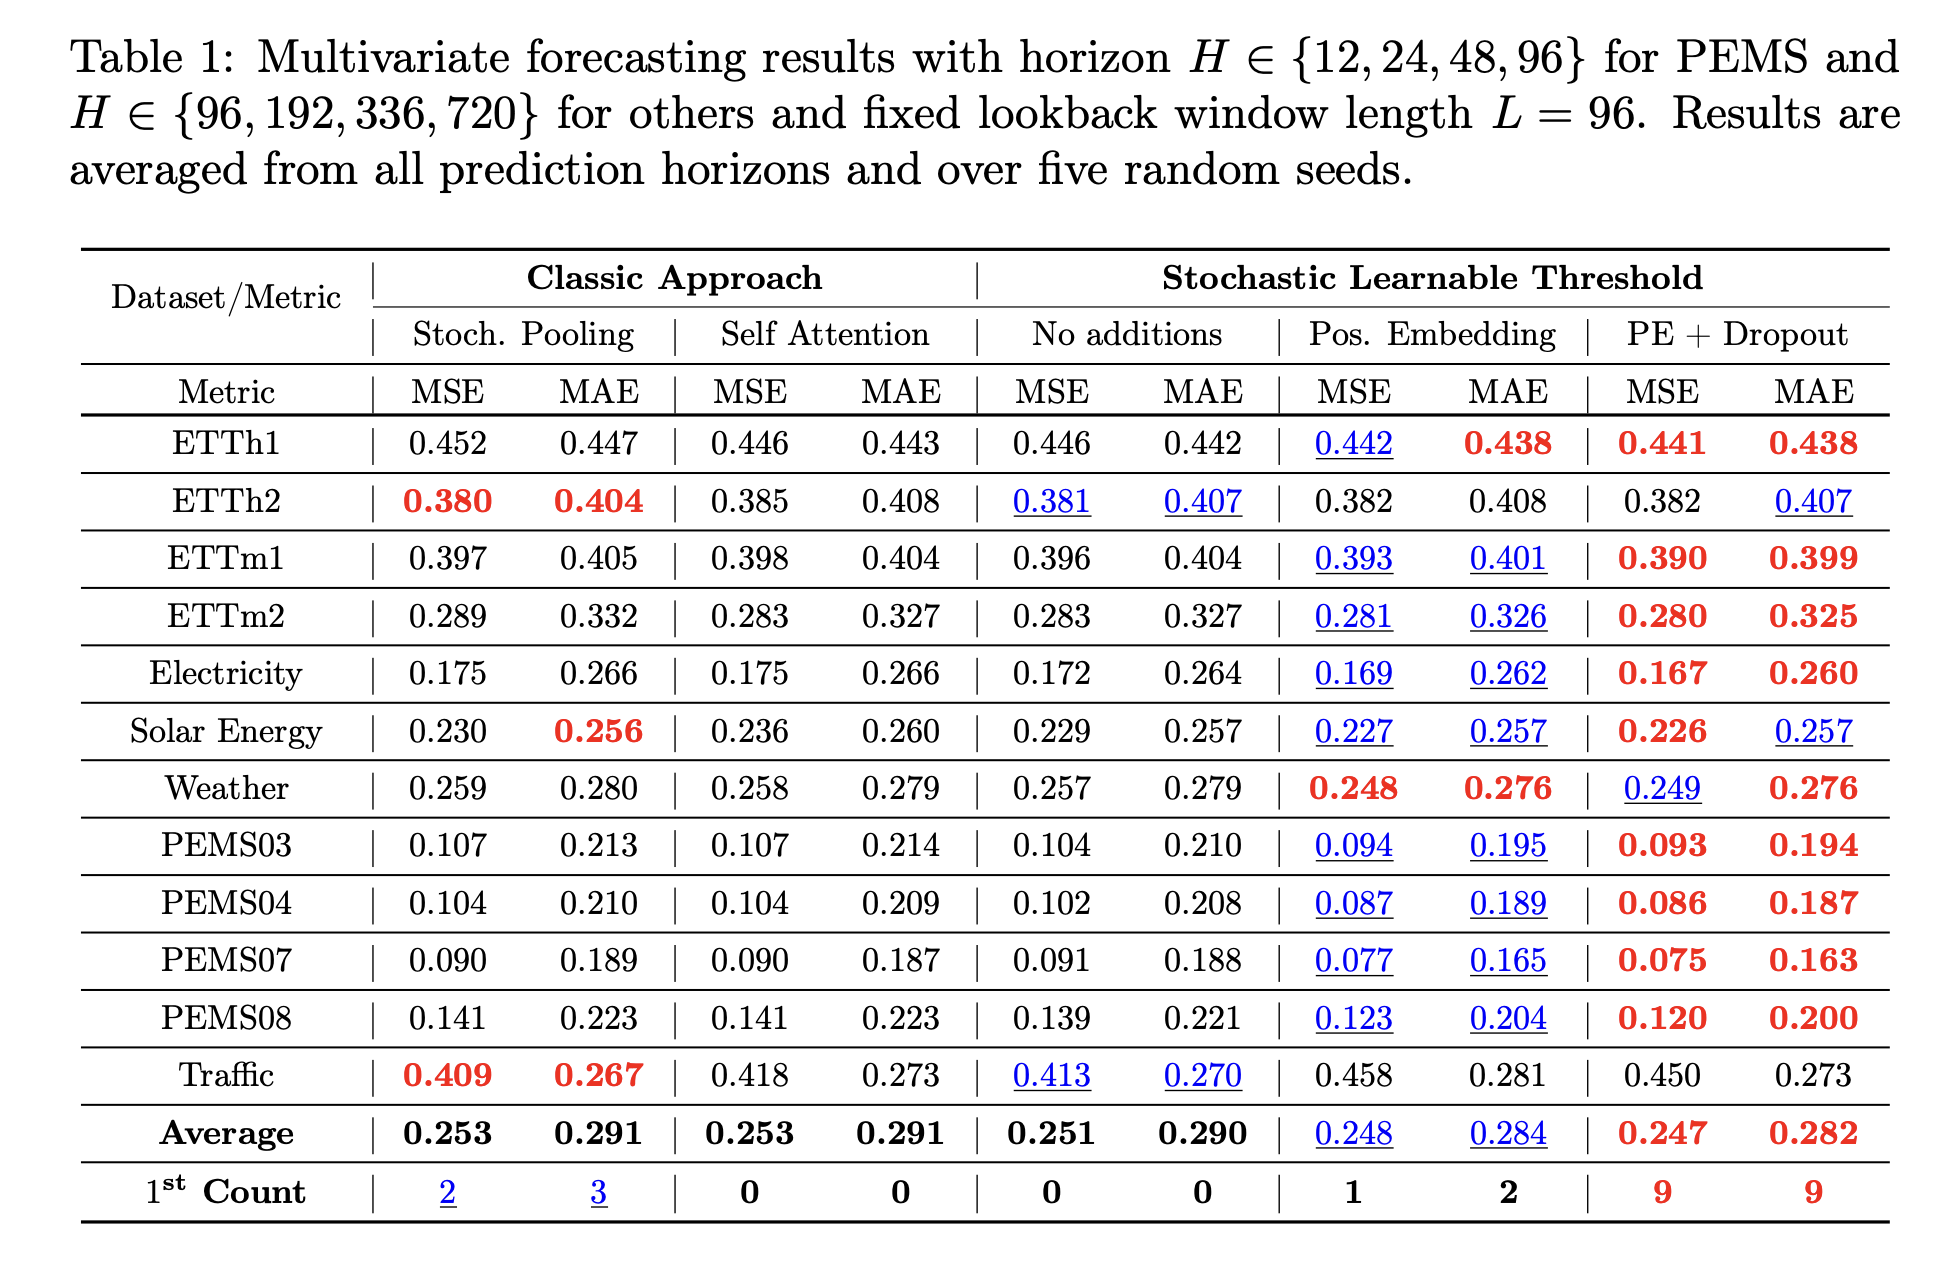 Table 1: Multivariate forecasting results with horizon H ∈ {12, 24, 48, 96} for PEMS and
H ∈ {96, 192, 336, 720} for others and fixed lookback window length L = 96. Results are
averaged from all prediction horizons and over five random seeds.
Dataset/Metric | Classic Approach | Stochastic Learnable Threshold
| Stoch. Pooling | Self Attention | No additions | Pos. Embedding | PE + Dropout
Metric | MSE MAE | MSE MAE | MSE MAE | MSE MAE | MSE MAE
ETTh1 | 0.452 0.447 | 0.446 0.443 | 0.446 0.442 | 0.442 0.438 | 0.441 0.438
ETTh2 | 0.380 0.404 | 0.385 0.408 | 0.381 0.407 | 0.382 0.408 | 0.382 0.407
ETTm1 | 0.397 0.405 | 0.398 0.404 | 0.396 0.404 | 0.393 0.401 | 0.390 0.399
ETTm2 | 0.289 0.332 | 0.283 0.327 | 0.283 0.327 | 0.281 0.326 | 0.280 0.325
Electricity | 0.175 0.266 | 0.175 0.266 | 0.172 0.264 | 0.169 0.262 | 0.167 0.260
Solar Energy | 0.230 0.256 | 0.236 0.260 | 0.229 0.257 | 0.227 0.257 | 0.226 0.257
Weather | 0.259 0.280 | 0.258 0.279 | 0.257 0.279 | 0.248 0.276 | 0.249 0.276
PEMS03 | 0.107 0.213 | 0.107 0.214 | 0.104 0.210 | 0.094 0.195 | 0.093 0.194
PEMS04 | 0.104 0.210 | 0.104 0.209 | 0.102 0.208 | 0.087 0.189 | 0.086 0.187
PEMS07 | 0.090 0.189 | 0.090 0.187 | 0.091 0.188 | 0.077 0.165 | 0.075 0.163
PEMS08 | 0.141 0.223 | 0.141 0.223 | 0.139 0.221 | 0.123 0.204 | 0.120 0.200
Traffic | 0.409 0.267 | 0.418 0.273 | 0.413 0.270 | 0.458 0.281 | 0.450 0.273
Average | 0.253 0.291 | 0.253 0.291 | 0.251 0.290 | 0.248 0.284 | 0.247 0.282
1st Count | 2 3 | 0 0 | 0 0 | 1 2 | 9 9